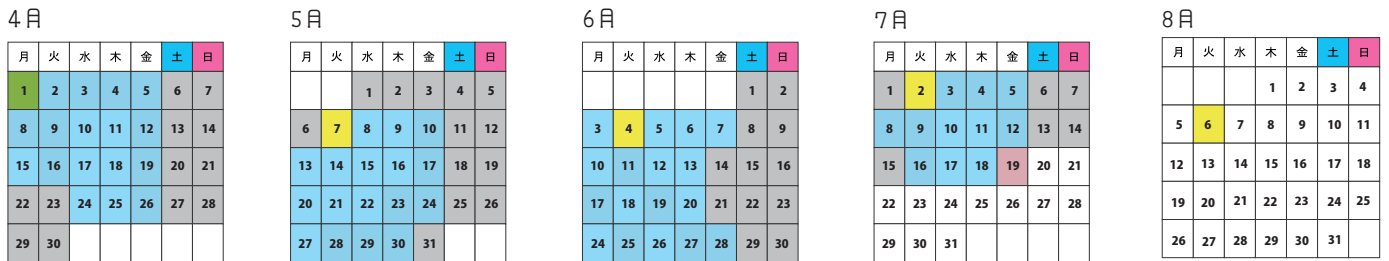 4月
月 火 水 木 金 土 日
1 2 3 4 5 6 7
8 9 10 11 12 13 14
15 16 17 18 19 20 21
22 23 24 25 26 27 28
29 30
5月
月 火 水 木 金 土 日
1 2 3 4 5
6 7 8 9 10 11 12
13 14 15 16 17 18 19
20 21 22 23 24 25 26
27 28 29 30 31
6月
月 火 水 木 金 土 日
1 2
3 4 5 6 7 8 9
10 11 12 13 14 15 16
17 18 19 20 21 22 23
24 25 26 27 28 29 30
7月
月 火 水 木 金 土 日
1 2 3 4 5 6 7
8 9 10 11 12 13 14
15 16 17 18 19 20 21
22 23 24 25 26 27 28
29 30 31
8月
月 火 水 木 金 土 日
1 2 3 4
5 6 7 8 9 10 11
12 13 14 15 16 17 18
19 20 21 22 23 24 25
26 27 28 29 30 31